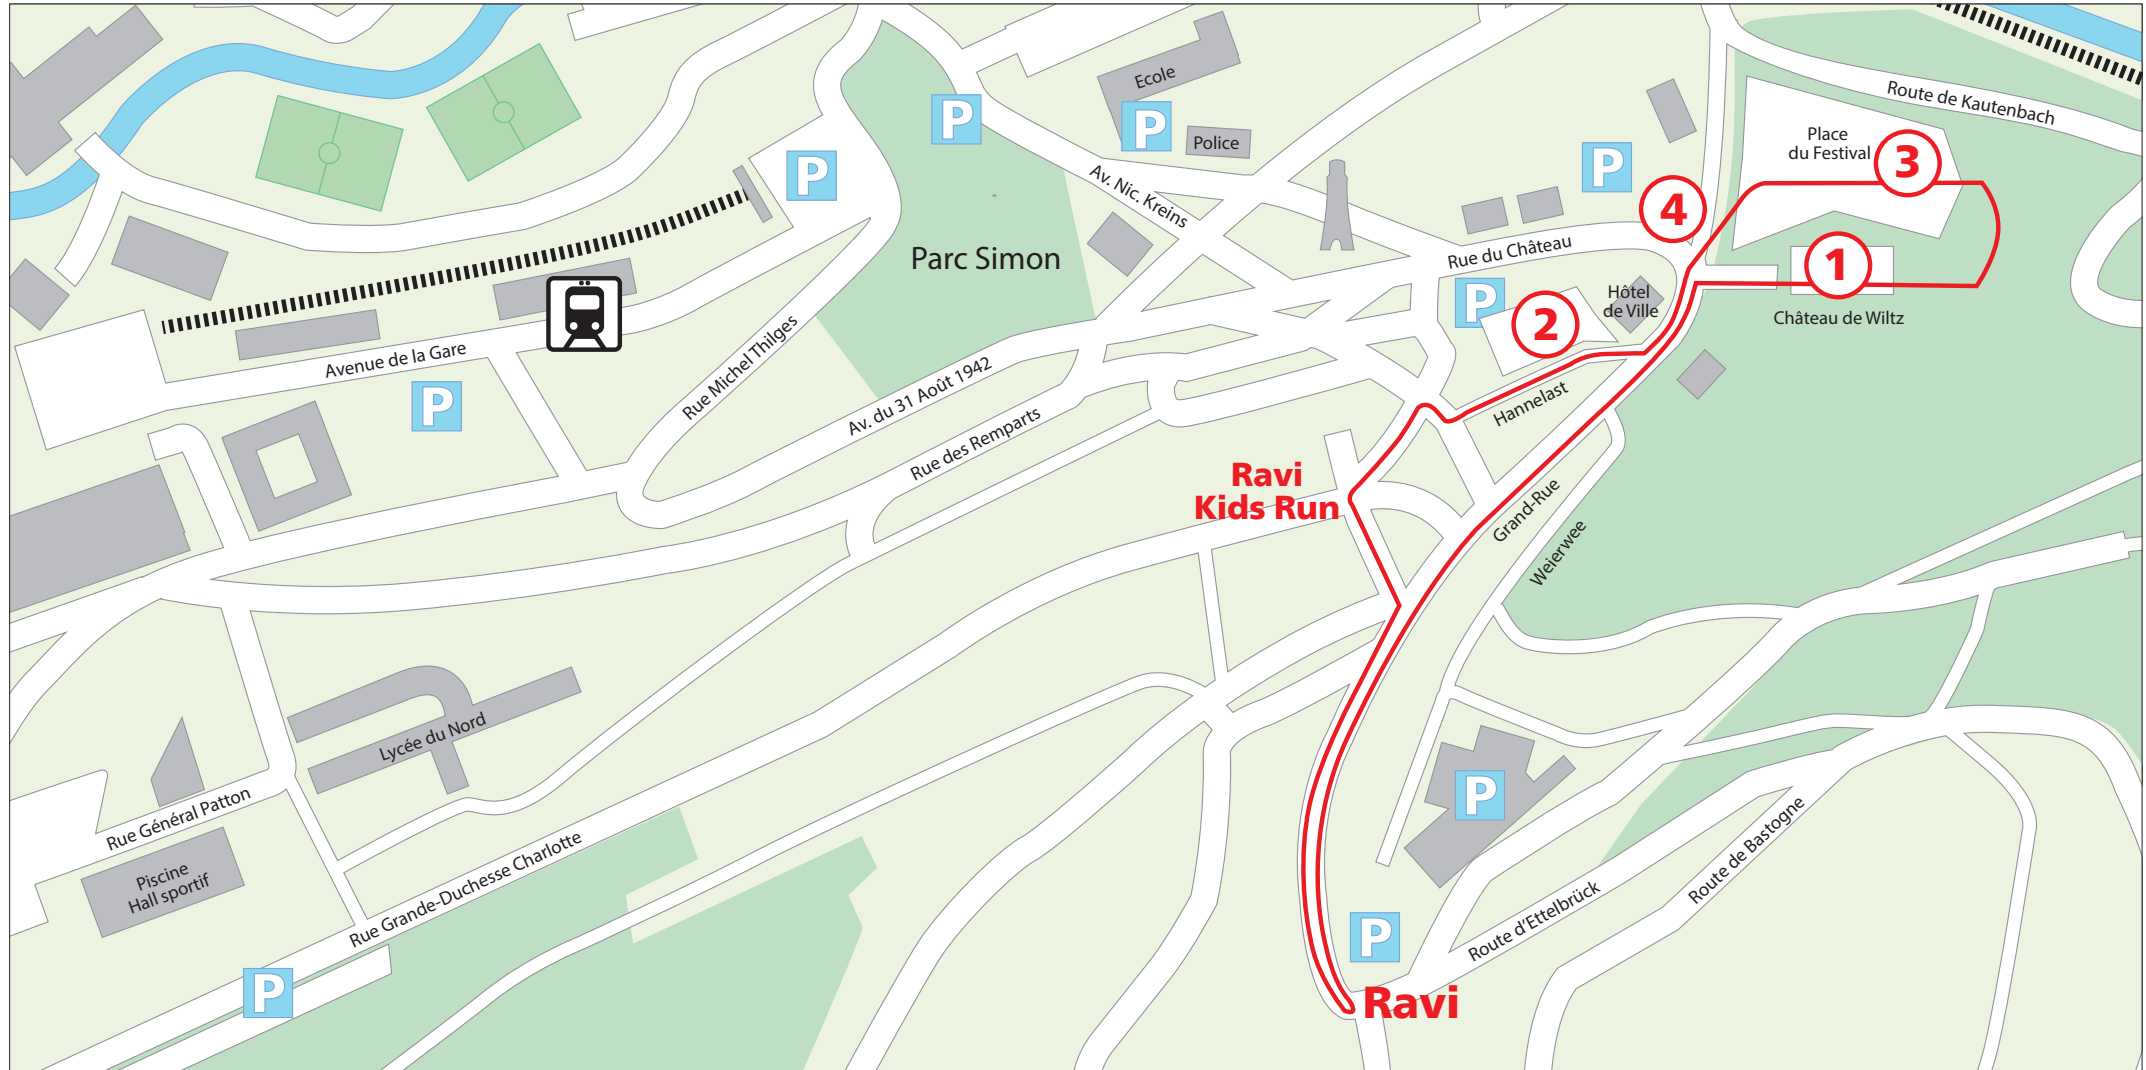 Ecole
P
P
Police
P
P
Route de Kautenbach
Place
du Festival
3
4
Av. Nic. Kreins
Parc Simon
Rue du Château
1
P
2
Hôtel
de Ville
Château de Wiltz
Avenue de la Gare
P
Rue Michel Thilges
Av. du 31 Août 1942
Rue des Remparts
Hannelast
Ravi
Kids Run
Grand-Rue
Weierwee
Lycée du Nord
Rue Général Patton
Piscine
Hall sportif
Rue Grande-Duchesse Charlotte
P
P
P
Route d'Ettelbrück
Route de Bastogne
Ravi